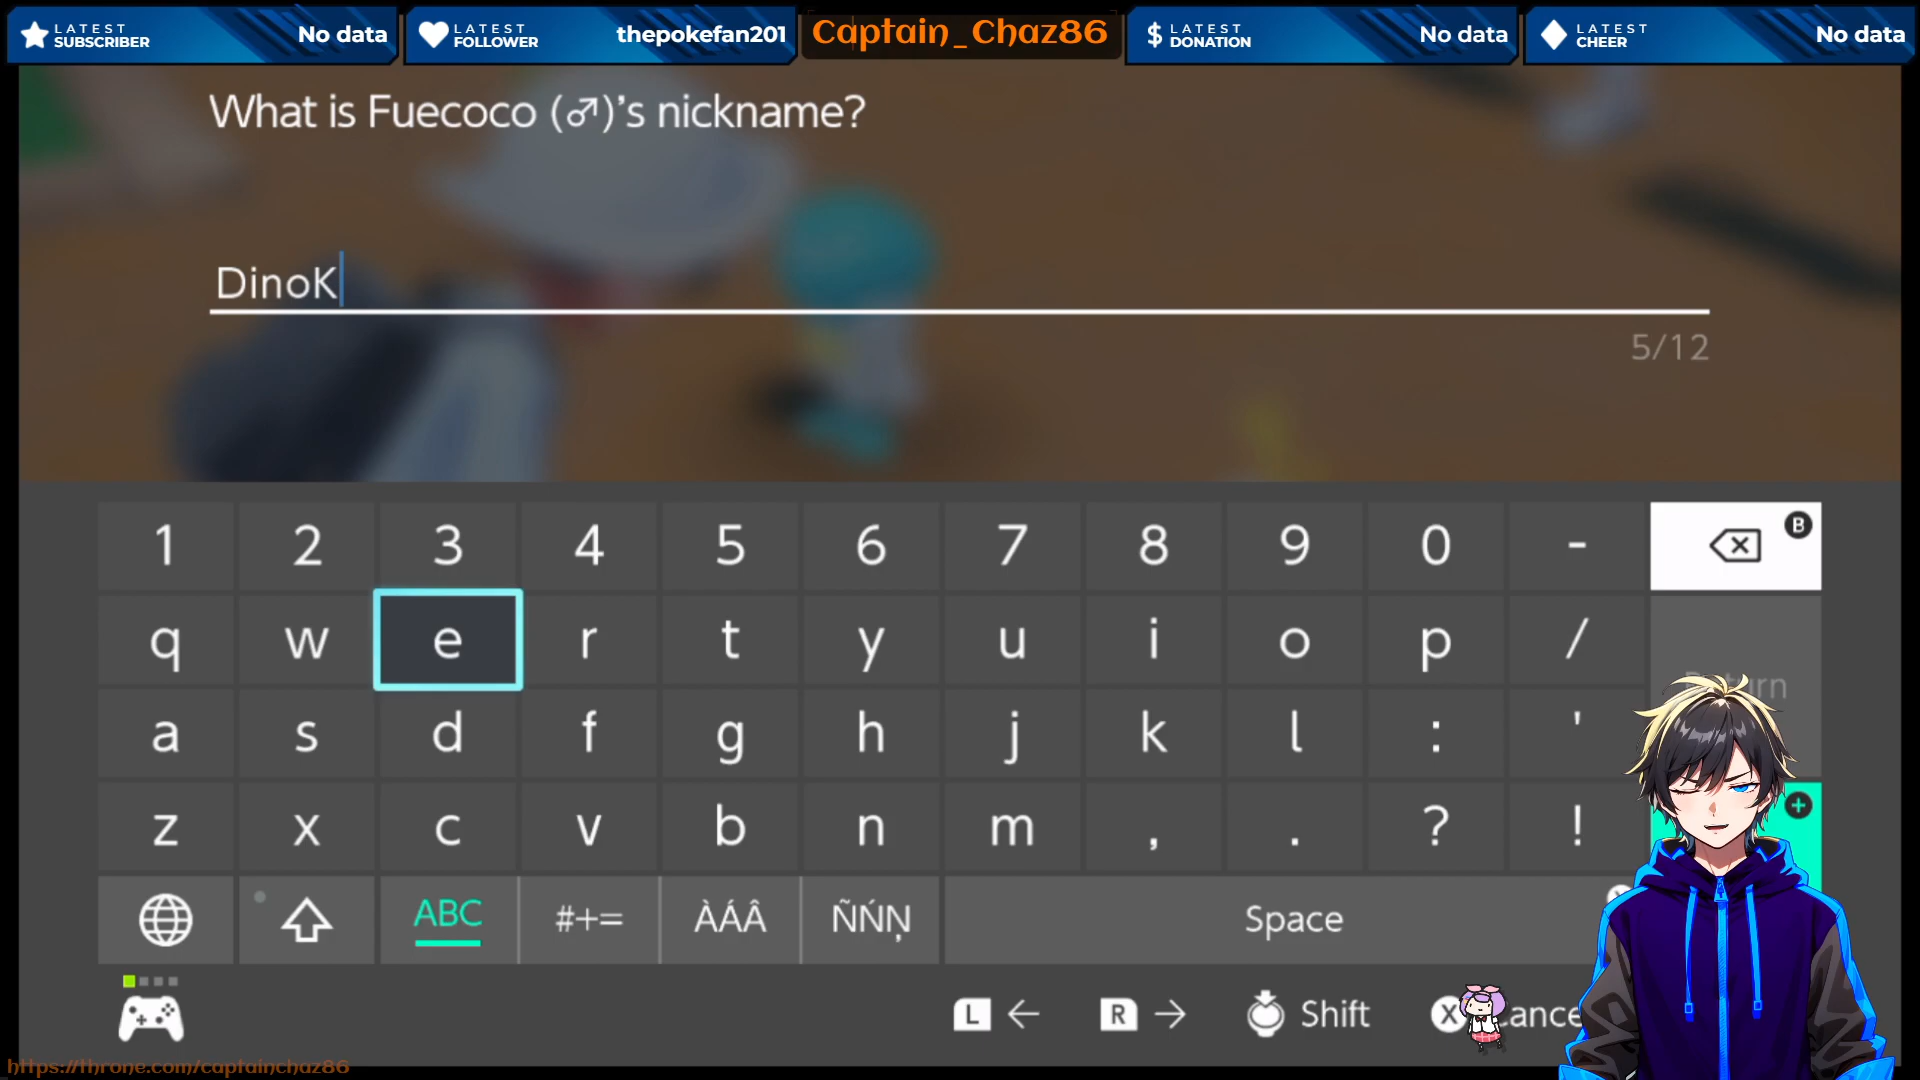 LATEST SUBSCRIBER No data
LATEST FOLLOWER thepokefan201
Captain_Chaz86
LATEST DONATION No data
LATEST CHEER No data
What is Fuecoco (♂)'s nickname?
DinoK
5/12
1 2 3 4 5 6 7 8 9 0 - B
q w e r t y u i o p /
a s d f g h j k l : '
z x c v b n m , . ? ! +
ABC #+= ÀÁÂ ÑŃŅ Space
L ← R → Shift X
https://throne.com/captainchaz86